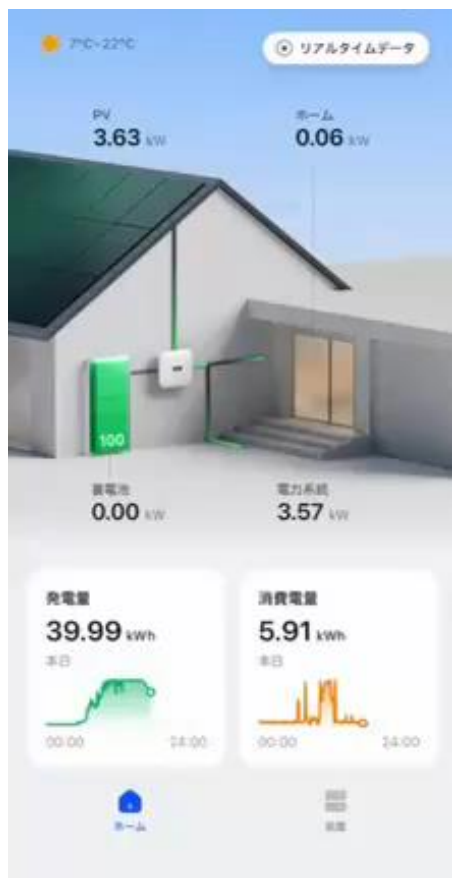 7°C~22°C
リアルタイムデータ
PV
3.63 kW
ホーム
0.06 kW
100
蓄電池
0.00 kW
電力系統
3.57 kW
発電量
39.99 kWh
本日
00:00 24:00
消費電量
5.91 kWh
本日
00:00 24:00
ホーム